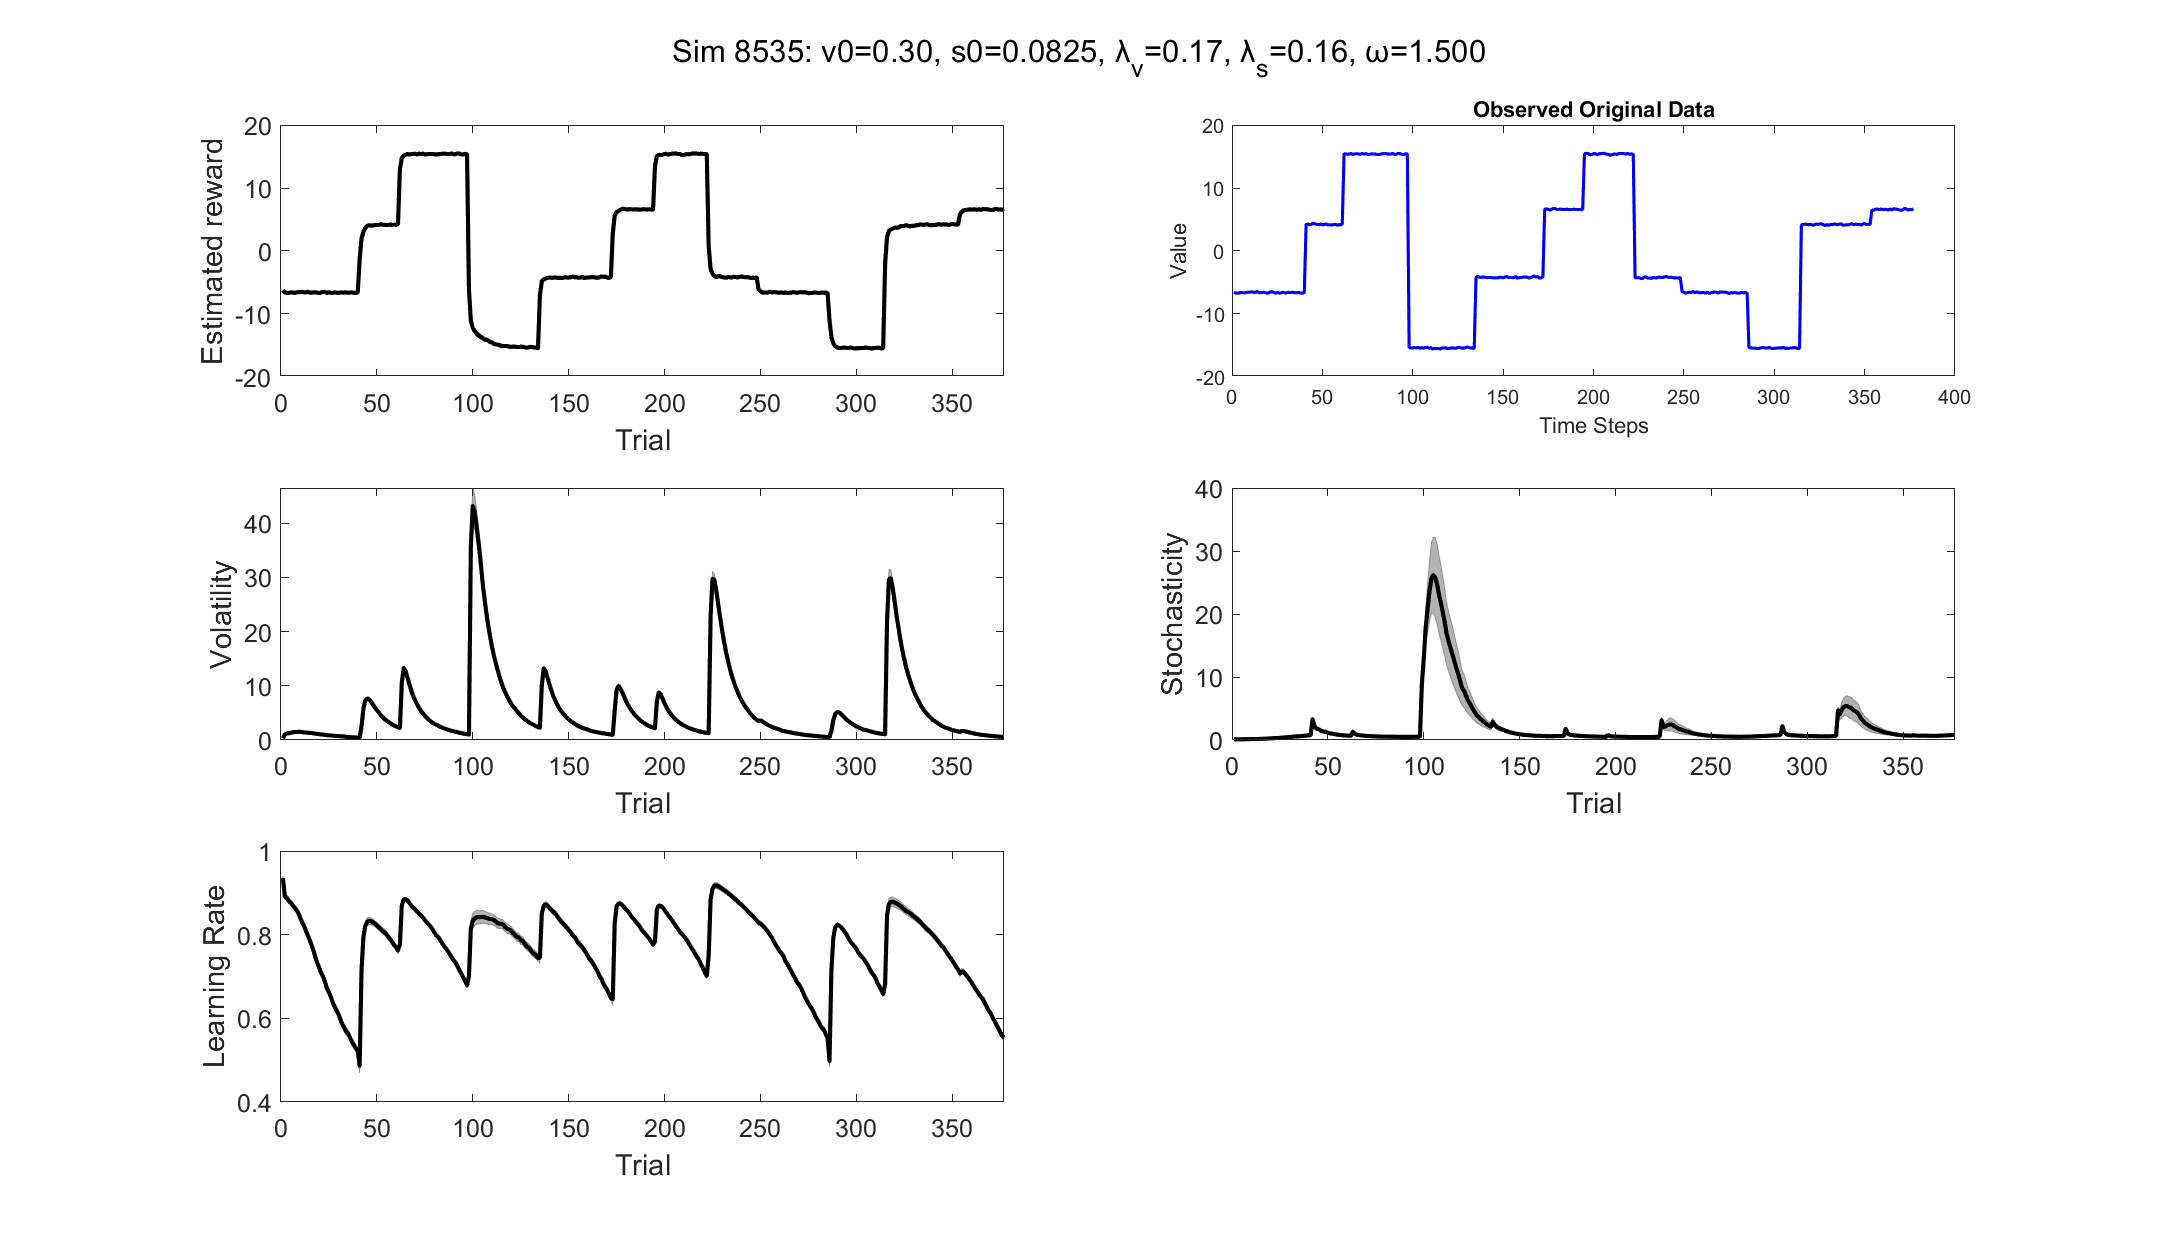 Sim 8535: v0=0.30, s0=0.0825, λ_v=0.17, λ_s=0.16, ω=1.500
Estimated reward
20
10
0
-10
-20
0 50 100 150 200 250 300 350
Trial
Observed Original Data
Value
20
10
0
-10
-20
0 50 100 150 200 250 300 350 400
Time Steps
Volatility
40
30
20
10
0
0 50 100 150 200 250 300 350
Trial
Stochasticity
40
30
20
10
0
0 50 100 150 200 250 300 350
Trial
Learning Rate
1
0.8
0.6
0.4
0 50 100 150 200 250 300 350
Trial